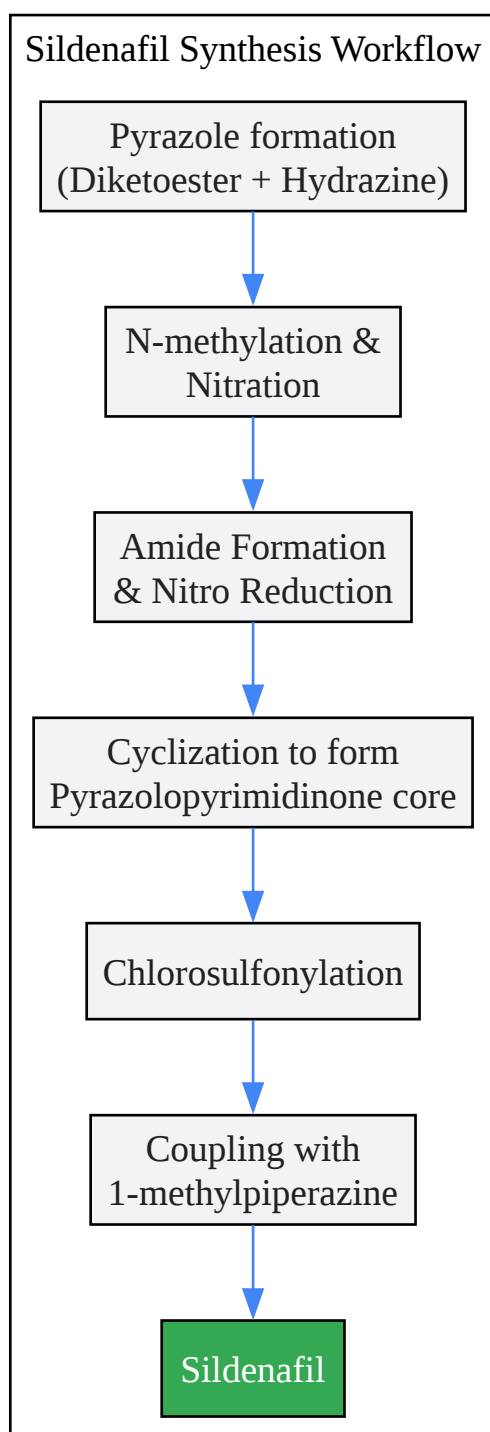 Sildenafil Synthesis Workflow
Pyrazole formation
(Diketoester + Hydrazine)
N-methylation &
Nitration
Amide Formation
& Nitro Reduction
Cyclization to form
Pyrazolopyrimidinone core
Chlorosulfonylation
Coupling with
1-methylpiperazine
Sildenafil